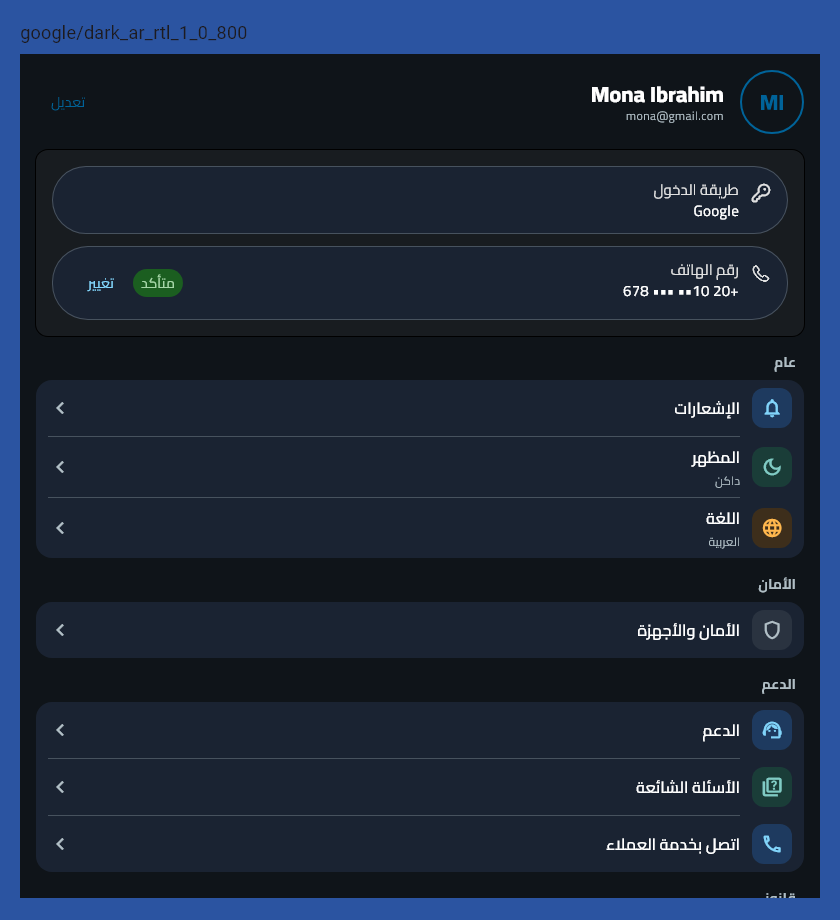 google/dark_ar_rtl_1_0_800
MI
Mona Ibrahim
mona@gmail.com
تعديل
طريقة الدخول
Google
رقم الهاتف
+20 10•• ••• 678
متأكد
تغيير
عام
الإشعارات
المظهر
داكن
اللغة
العربية
الأمان
الأمان والأجهزة
الدعم
الدعم
الأسئلة الشائعة
اتصل بخدمة العملاء